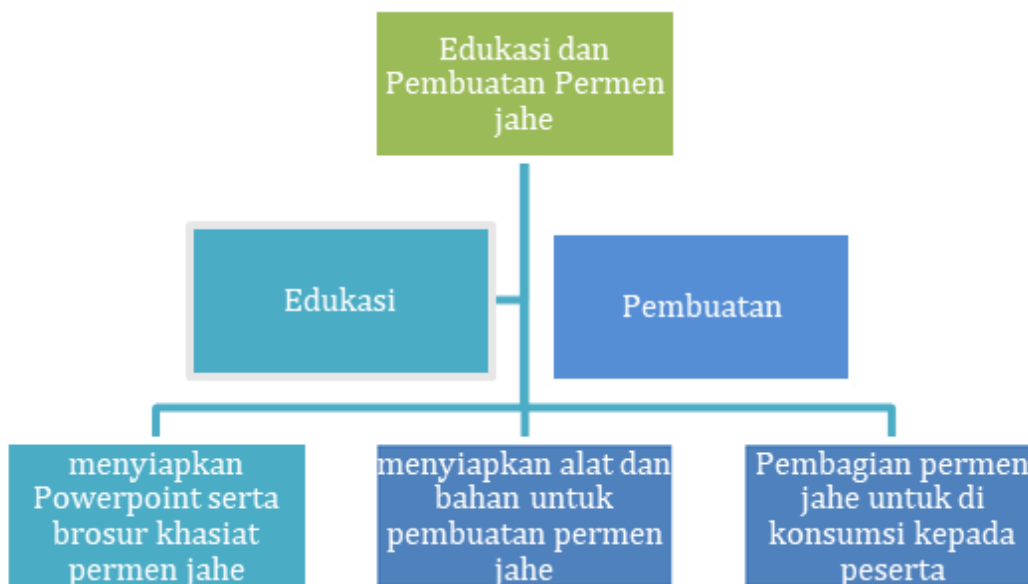 Edukasi dan
Pembuatan Permen
jahe
Edukasi
Pembuatan
menyiapkan
Powerpoint serta
brosur khasiat
permen jahe
menyiapkan alat dan
bahan untuk
pembuatan permen
jahe
Pembagian permen
jahe untuk di
konsumsi kepada
peserta